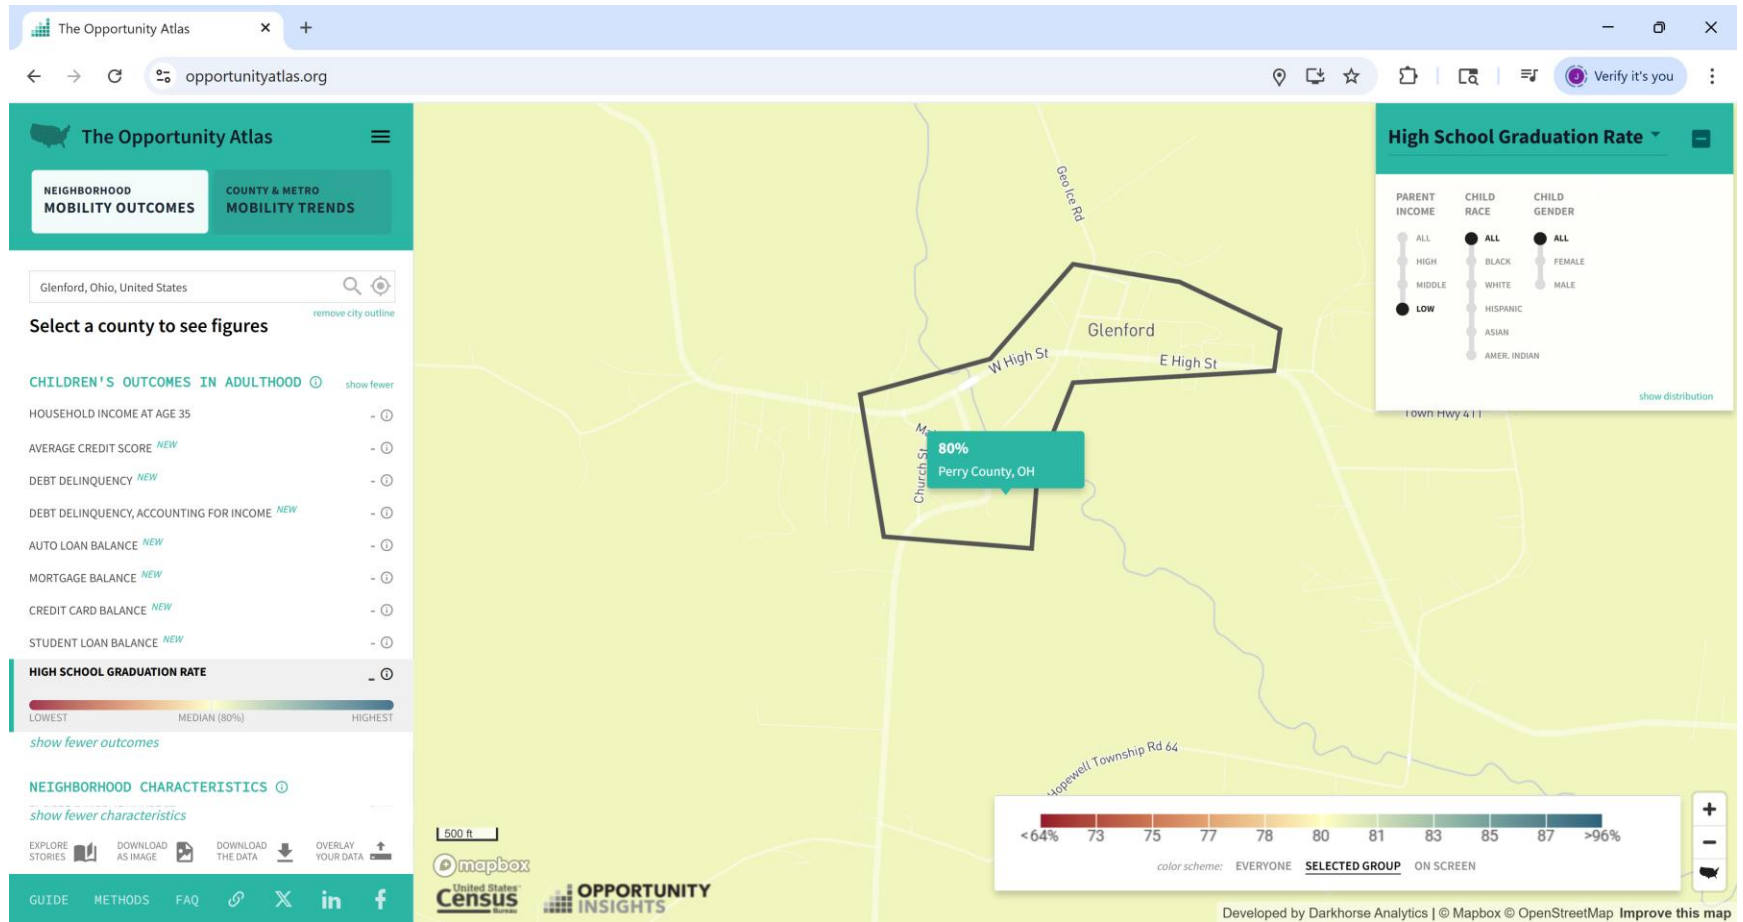 The Opportunity Atlas
opportunityatlas.org
Verify it's you
The Opportunity Atlas
NEIGHBORHOOD
MOBILITY OUTCOMES
COUNTY & METRO
MOBILITY TRENDS
Glenford, Ohio, United States
remove city outline
Select a county to see figures
CHILDREN'S OUTCOMES IN ADULTHOOD
show fewer
HOUSEHOLD INCOME AT AGE 35 -
AVERAGE CREDIT SCORE NEW -
DEBT DELINQUENCY NEW -
DEBT DELINQUENCY, ACCOUNTING FOR INCOME NEW -
AUTO LOAN BALANCE NEW -
MORTGAGE BALANCE NEW -
CREDIT CARD BALANCE NEW -
STUDENT LOAN BALANCE NEW -
HIGH SCHOOL GRADUATION RATE -
LOWEST MEDIAN (80%) HIGHEST
show fewer outcomes
NEIGHBORHOOD CHARACTERISTICS
show fewer characteristics
EXPLORE STORIES
DOWNLOAD AS IMAGE
DOWNLOAD THE DATA
OVERLAY YOUR DATA
GUIDE METHODS FAQ
Geo Ice Rd
Glenford
W High St
E High St
Church St
80%
Perry County, OH
Town Hwy 411
Hopewell Township Rd 64
High School Graduation Rate
PARENT INCOME
ALL
HIGH
MIDDLE
LOW
CHILD RACE
ALL
BLACK
WHITE
HISPANIC
ASIAN
AMER. INDIAN
CHILD GENDER
ALL
FEMALE
MALE
show distribution
500 ft
mapbox
United States
Census
Bureau
OPPORTUNITY
INSIGHTS
<64% 73 75 77 78 80 81 83 85 87 >96%
color scheme: EVERYONE SELECTED GROUP ON SCREEN
Developed by Darkhorse Analytics | © Mapbox © OpenStreetMap Improve this map